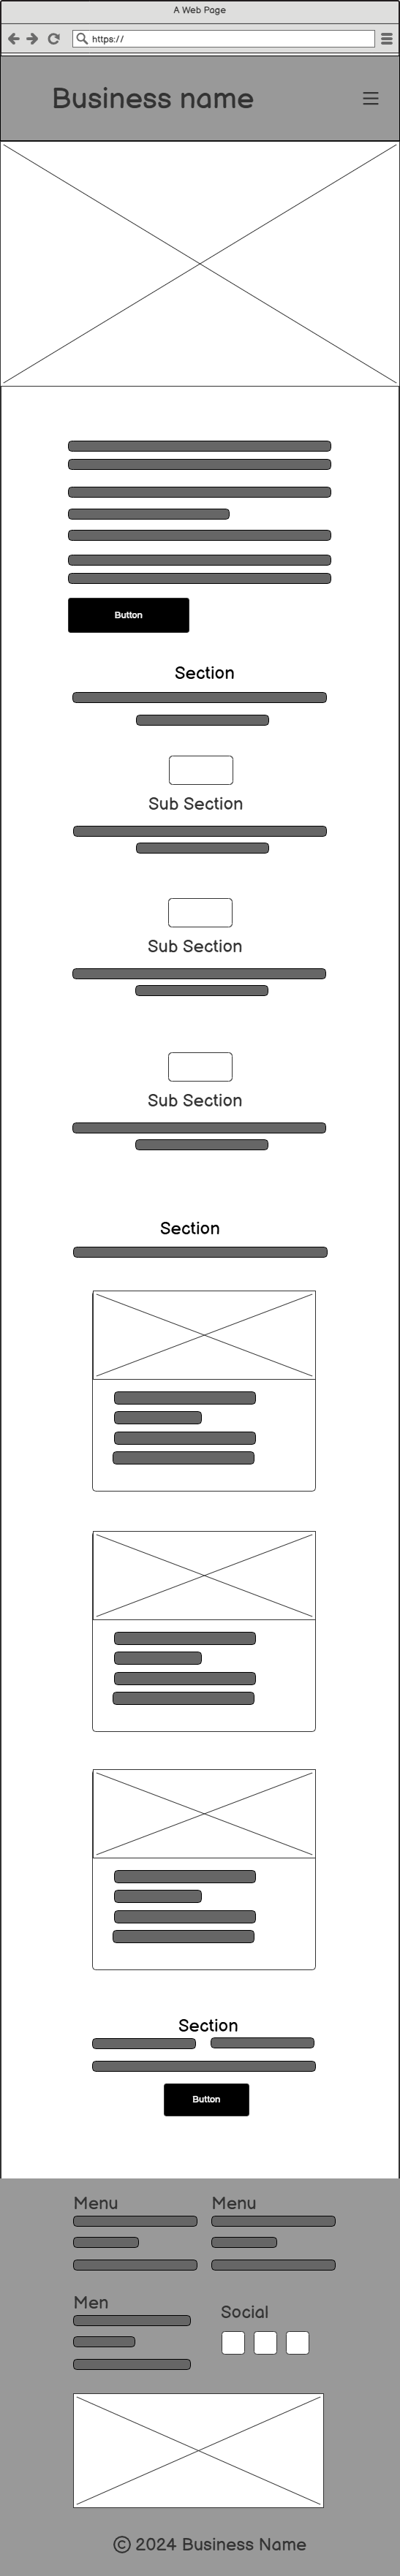 A Web Page
https://
Business name
Button
Section
Sub Section
Sub Section
Sub Section
Section
Section
Button
Menu
Menu
Men
Social
© 2024 Business Name